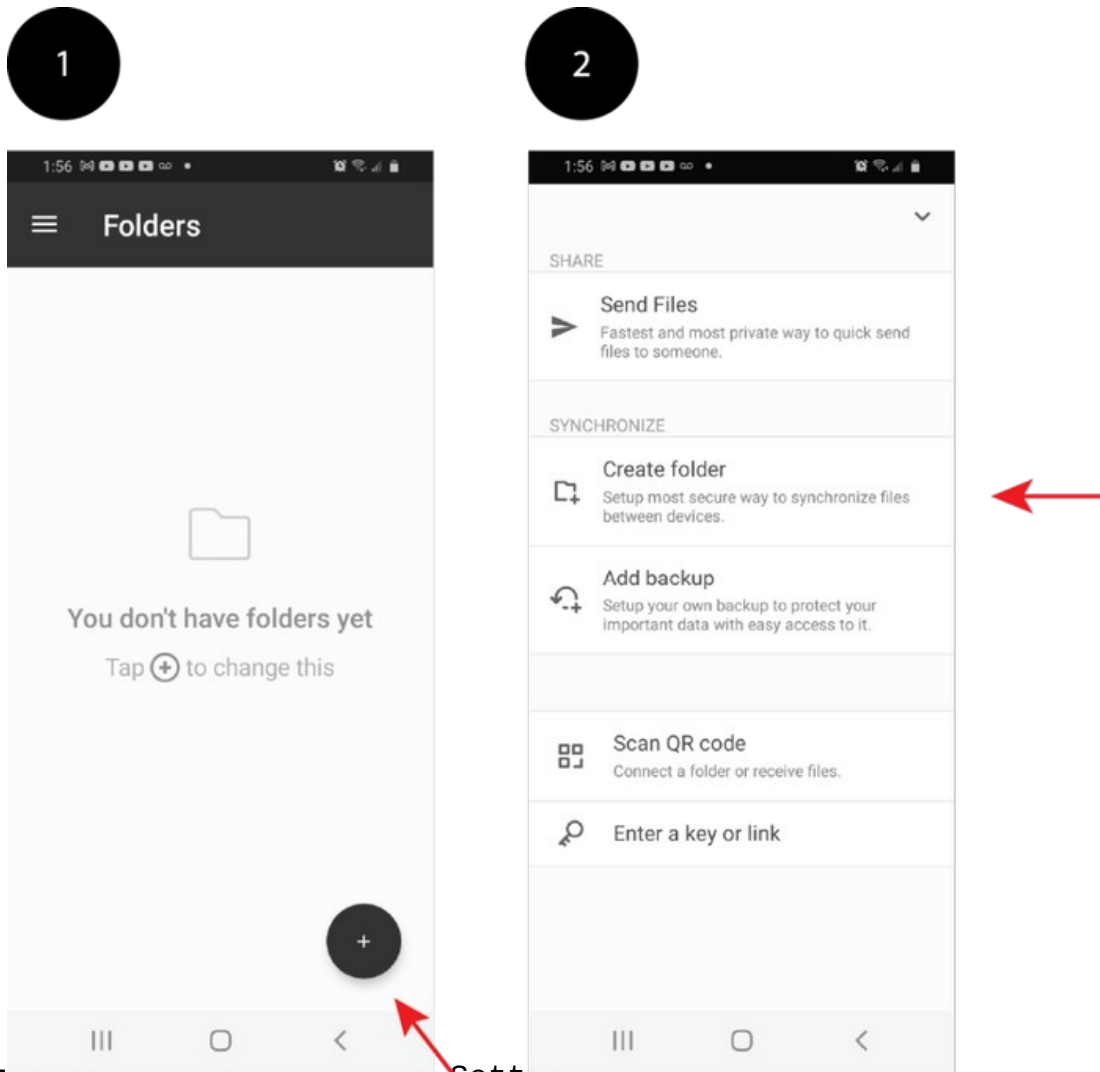 1
2
1:56
Folders
You don't have folders yet
Tap + to change this
+
1:56
SHARE
Send Files
Fastest and most private way to quick send
files to someone.
SYNCHRONIZE
Create folder
Setup most secure way to synchronize files
between devices.
Add backup
Setup your own backup to protect your
important data with easy access to it.
Scan QR code
Connect a folder or receive files.
Enter a key or link